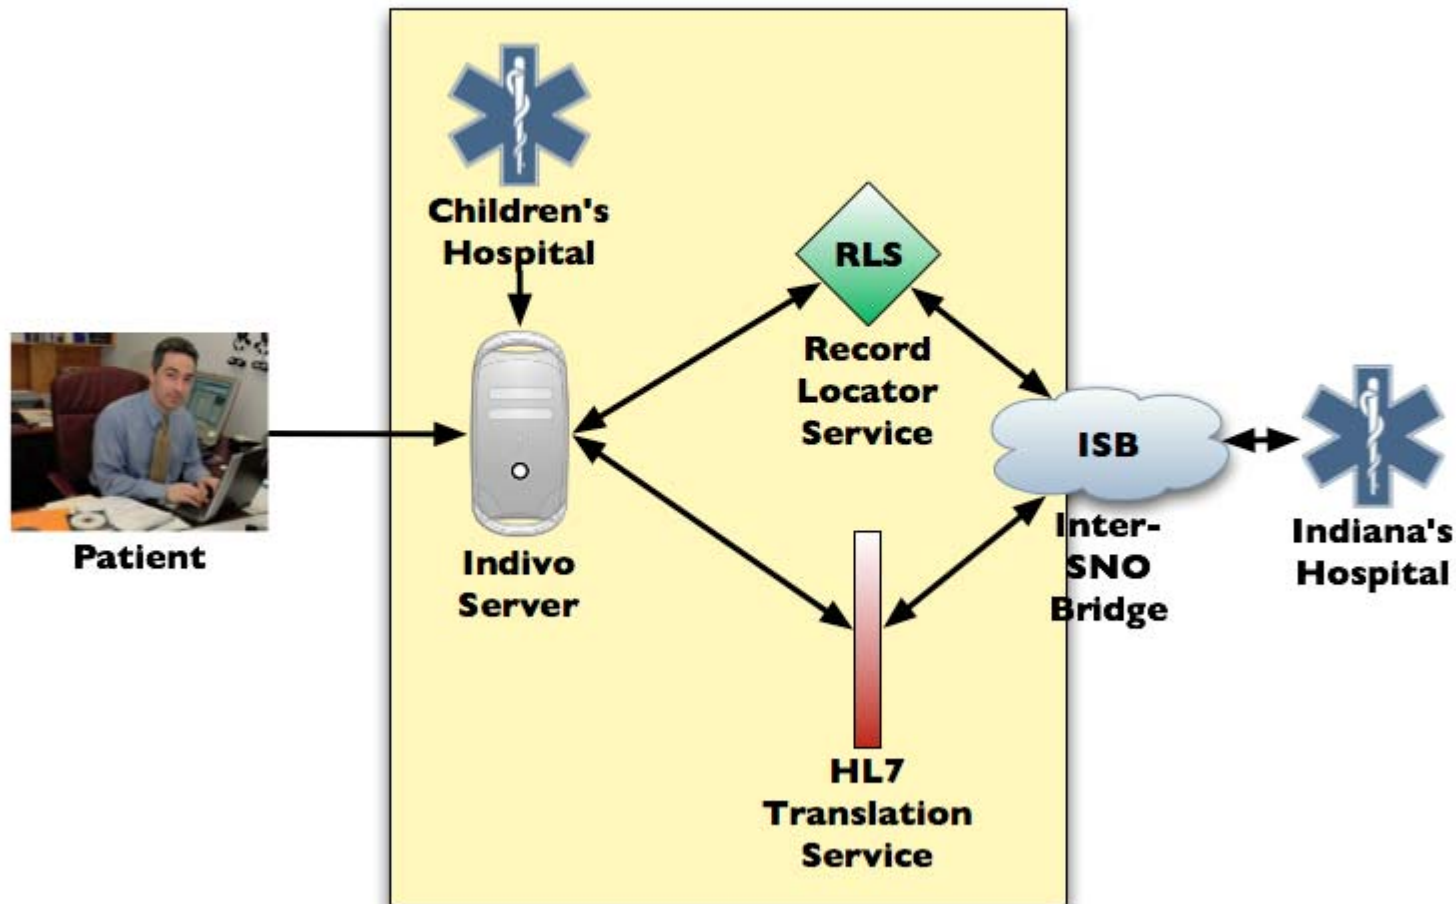 Children's
Hospital
RLS
Record
Locator
Service
Patient
Indivo
Server
ISB
Inter-
SNO
Bridge
Indiana's
Hospital
HL7
Translation
Service